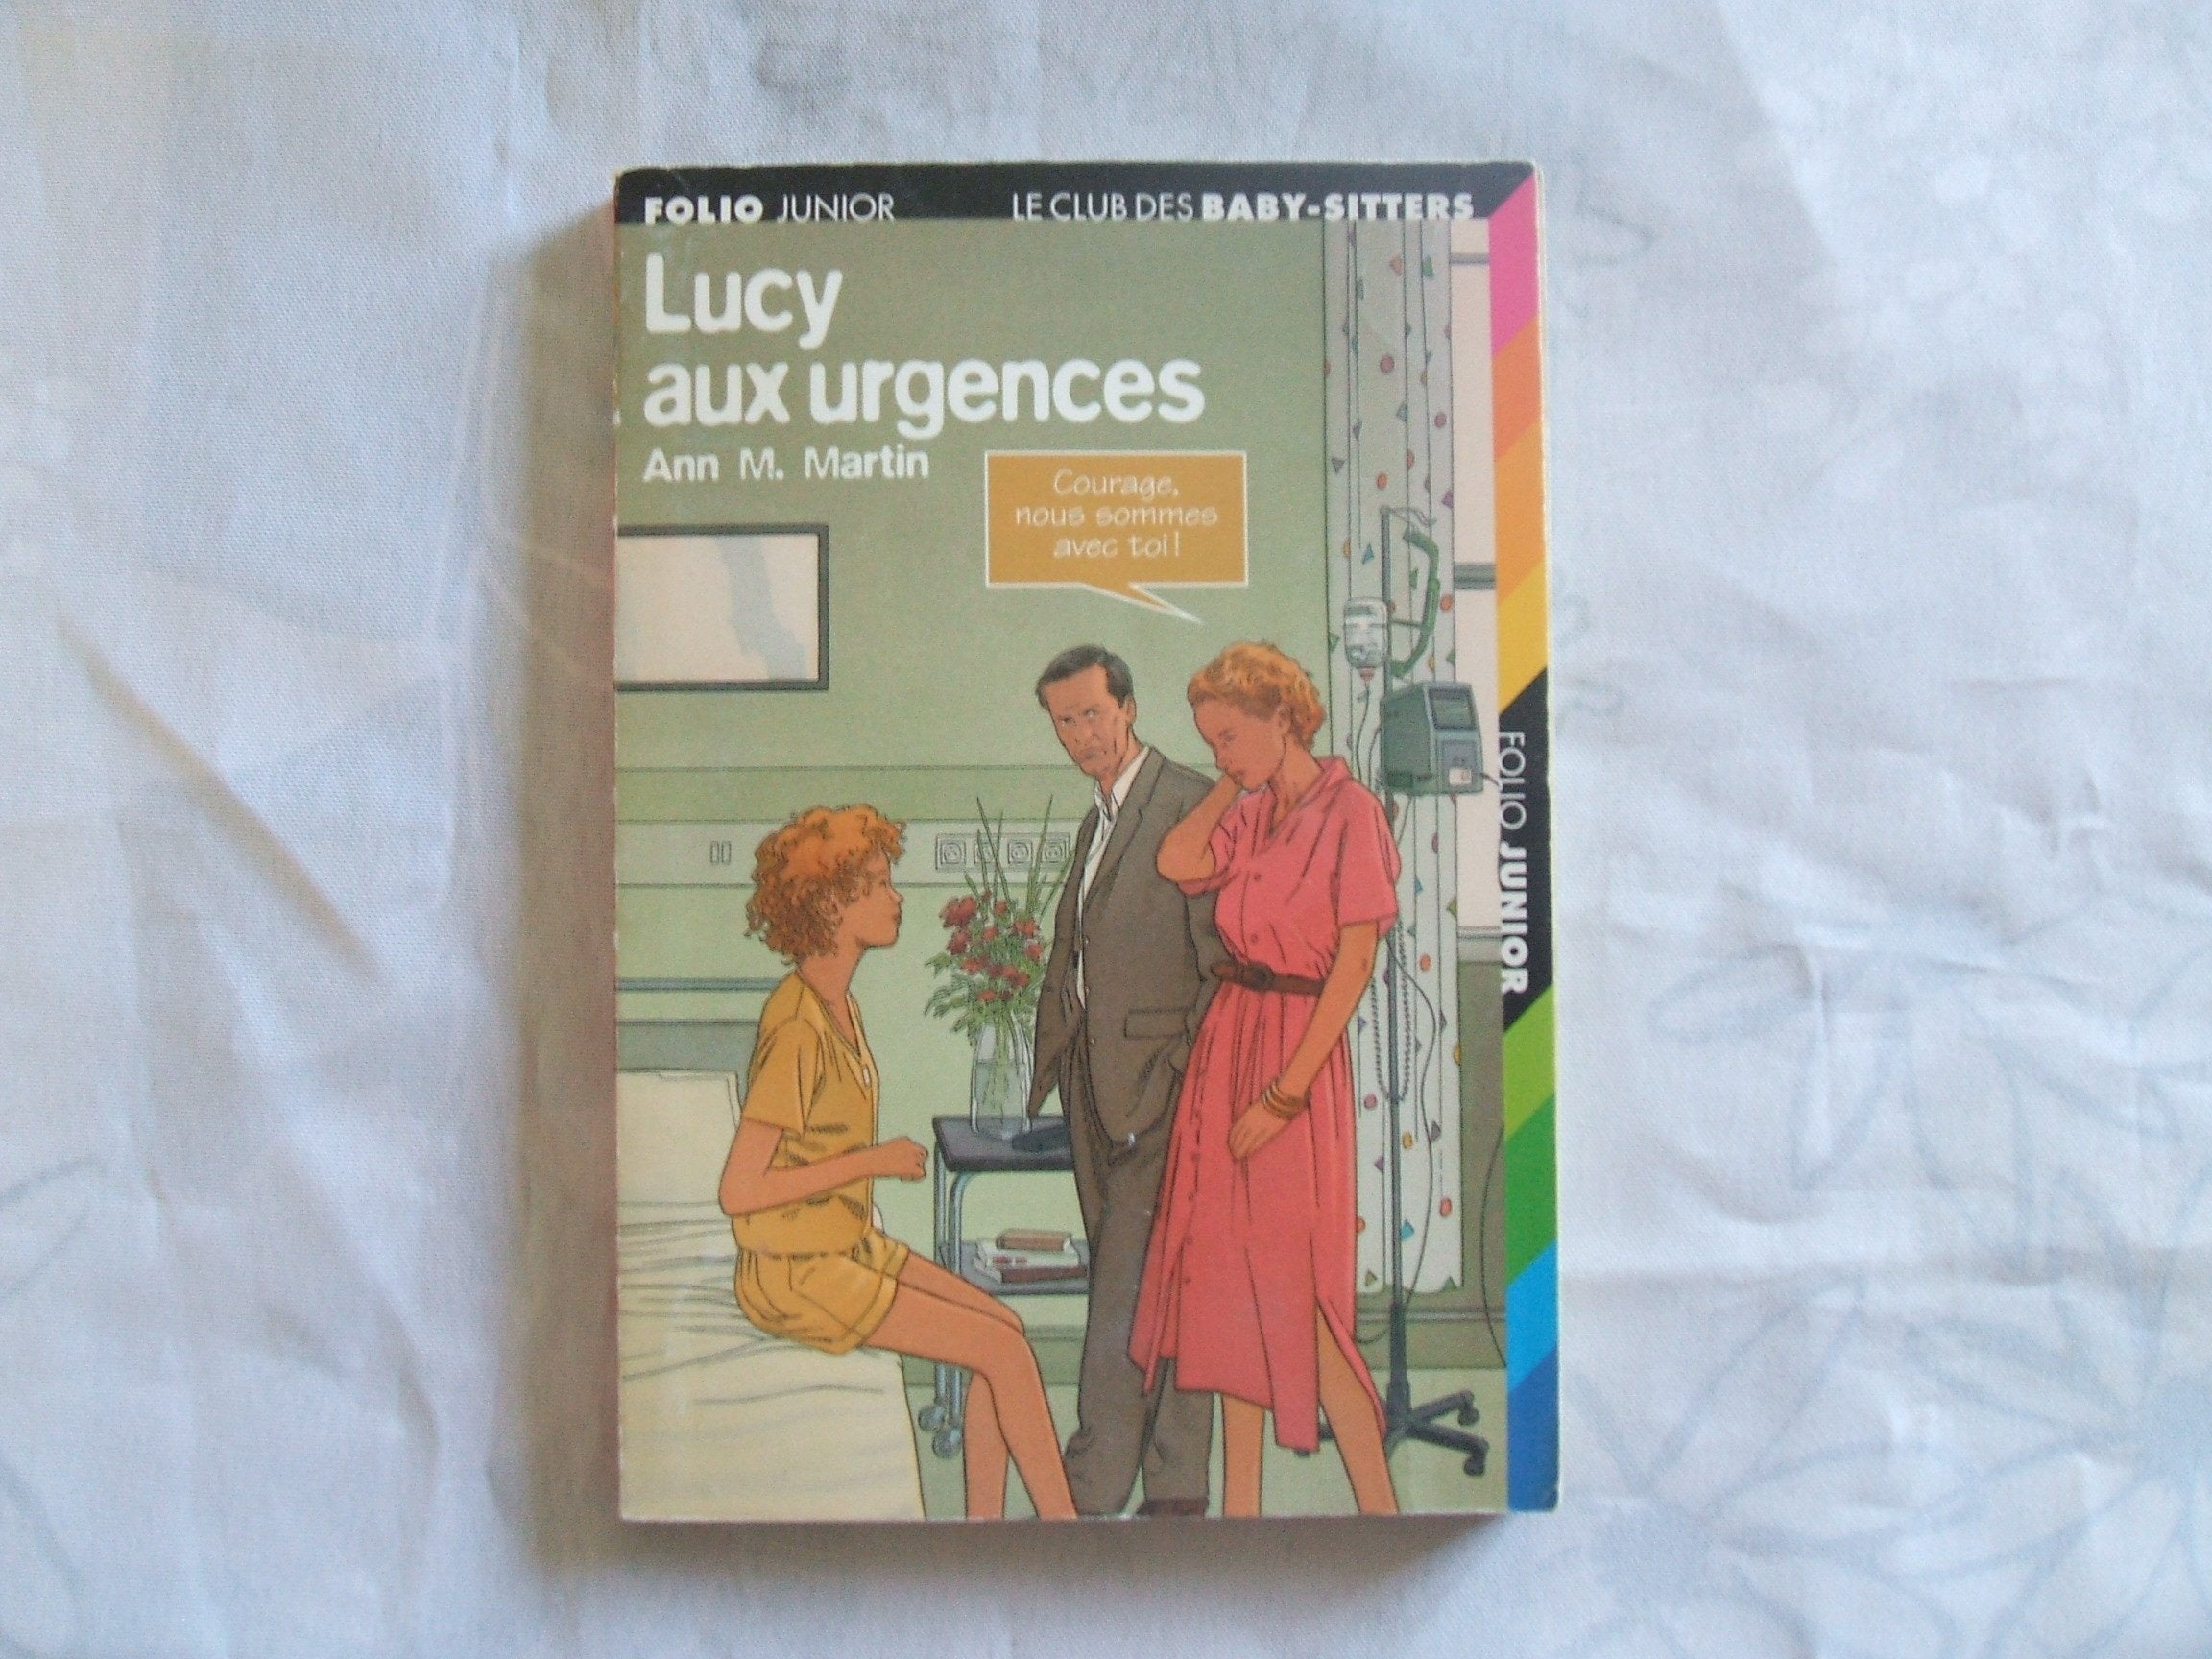 FOLIO JUNIOR LE CLUB DES BABY-SITTERS
Lucy
aux urgences
Ann M. Martin
Courage,
nous sommes
avec toi!
FOLIO JUNIOR